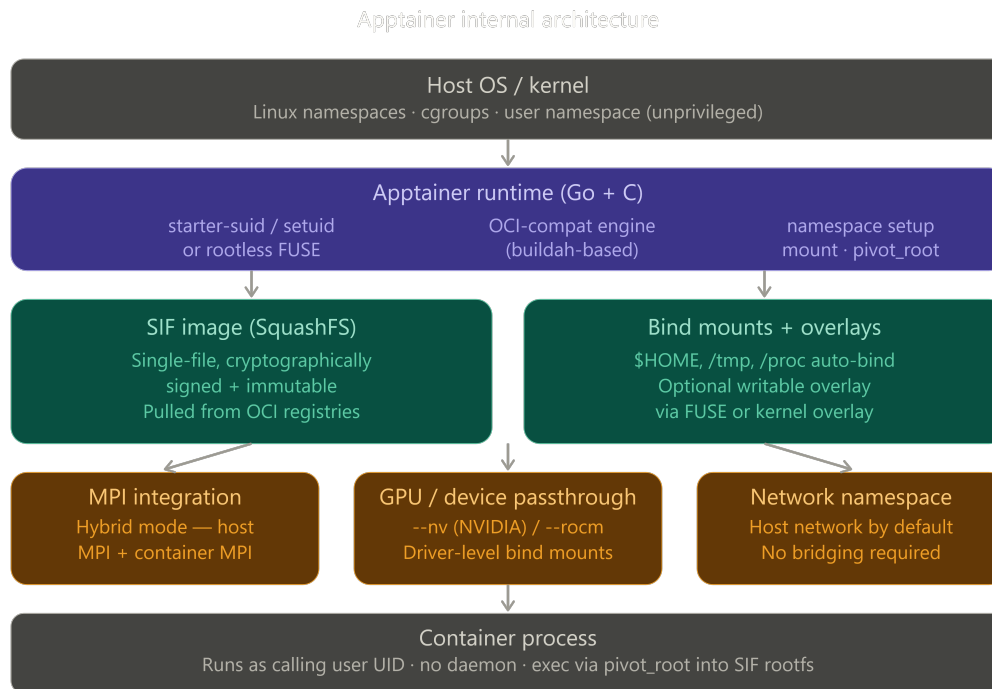 Apptainer internal architecture
Host OS / kernel
Linux namespaces · cgroups · user namespace (unprivileged)
Apptainer runtime (Go + C)
starter-suid / setuid
or rootless FUSE
OCI-compat engine
(buildah-based)
namespace setup
mount · pivot_root
SIF image (SquashFS)
Single-file, cryptographically
signed + immutable
Pulled from OCI registries
Bind mounts + overlays
$HOME, /tmp, /proc auto-bind
Optional writable overlay
via FUSE or kernel overlay
MPI integration
Hybrid mode — host
MPI + container MPI
GPU / device passthrough
--nv (NVIDIA) / --rocm
Driver-level bind mounts
Network namespace
Host network by default
No bridging required
Container process
Runs as calling user UID · no daemon · exec via pivot_root into SIF rootfs